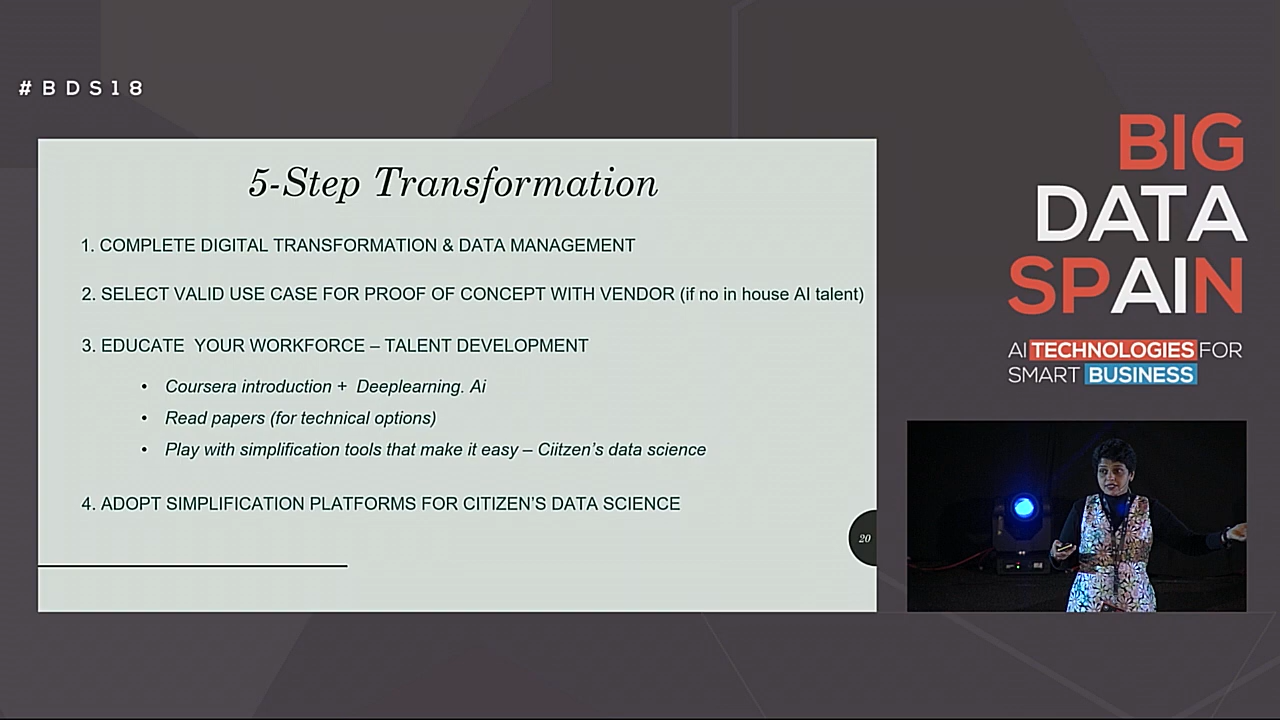 #BDS18
5-Step Transformation
1. COMPLETE DIGITAL TRANSFORMATION & DATA MANAGEMENT
2. SELECT VALID USE CASE FOR PROOF OF CONCEPT WITH VENDOR (if no in house AI talent)
3. EDUCATE YOUR WORKFORCE – TALENT DEVELOPMENT
• Coursera introduction + Deeplearning. Ai
• Read papers (for technical options)
• Play with simplification tools that make it easy – Ciitzen's data science
4. ADOPT SIMPLIFICATION PLATFORMS FOR CITIZEN'S DATA SCIENCE
20
BIG
DATA
SPAIN
AI TECHNOLOGIES FOR
SMART BUSINESS